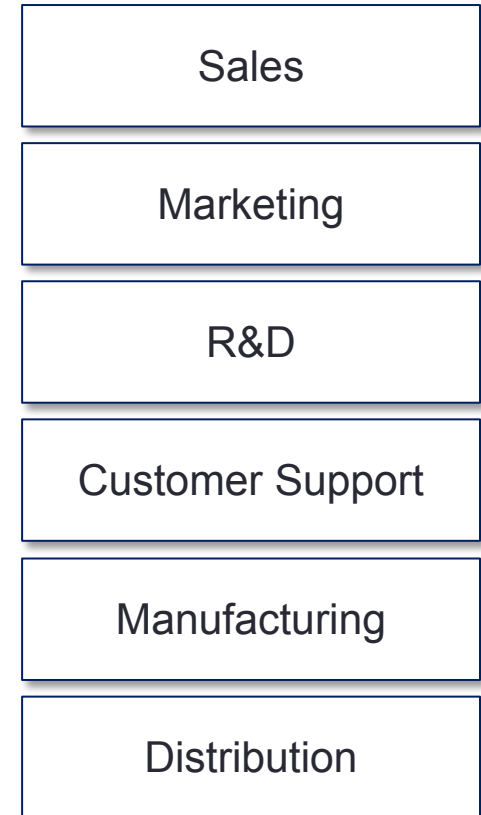 Sales
Marketing
R&D
Customer Support
Manufacturing
Distribution